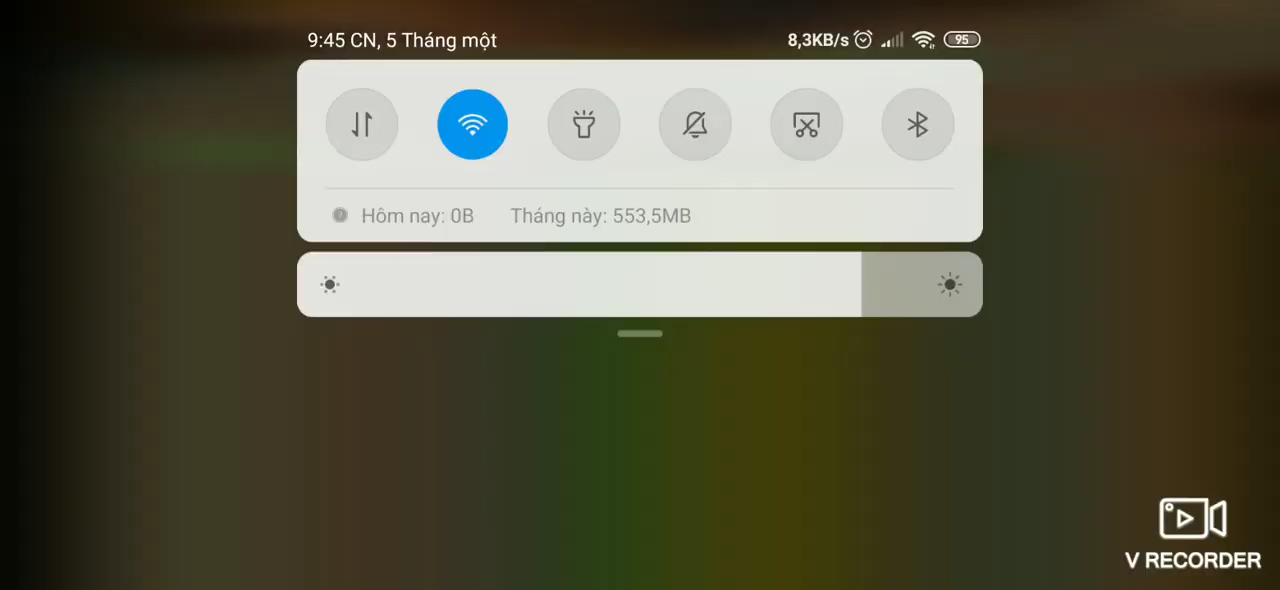 9:45 CN, 5 Tháng một
8,3KB/s
95
Hôm nay: 0B
Tháng này: 553,5MB
V RECORDER